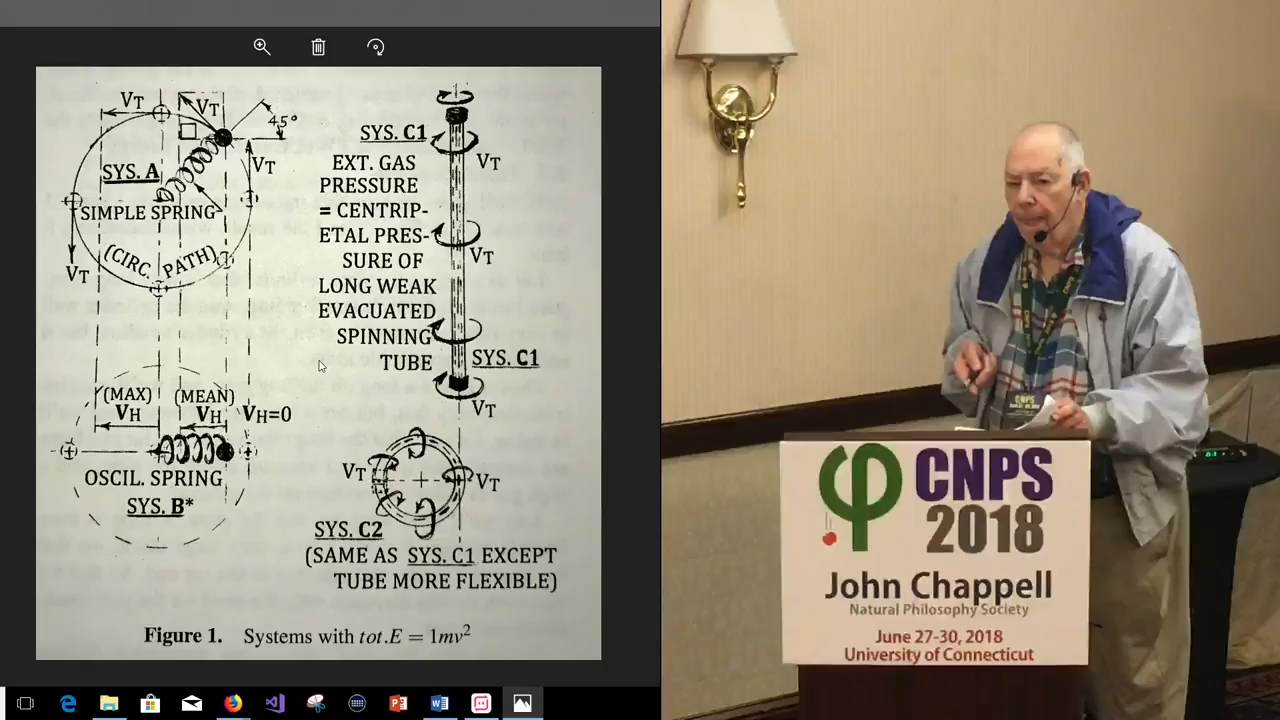 VT
VT
45°
VT
SYS. A
SIMPLE SPRING
(CIRC. PATH)
VT
(MAX)
VH
(MEAN)
VH
VH=0
OSCIL. SPRING
SYS. B*
SYS. C1
EXT. GAS
PRESSURE
= CENTRIP-
ETAL PRES-
SURE OF
LONG WEAK
EVACUATED
SPINNING
TUBE
VT
VT
SYS. C1
VT
VT
VT
SYS. C2
(SAME AS SYS. C1 EXCEPT
TUBE MORE FLEXIBLE)
Figure 1. Systems with tot.E = 1mv²
CNPS
CNPS
2018
John Chappell
Natural Philosophy Society
June 27-30, 2018
University of Connecticut